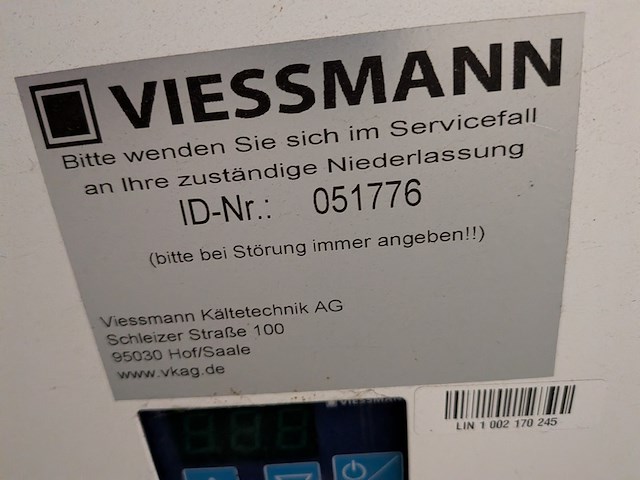 VIESSMANN
Bitte wenden Sie sich im Servicefall
an Ihre zuständige Niederlassung
ID-Nr.: 051776
(bitte bei Störung immer angeben!!)
Viessmann Kältetechnik AG
Schleizer Straße 100
95030 Hof/Saale
www.vkag.de
VIESSMANN
LIN 1 002 170 245